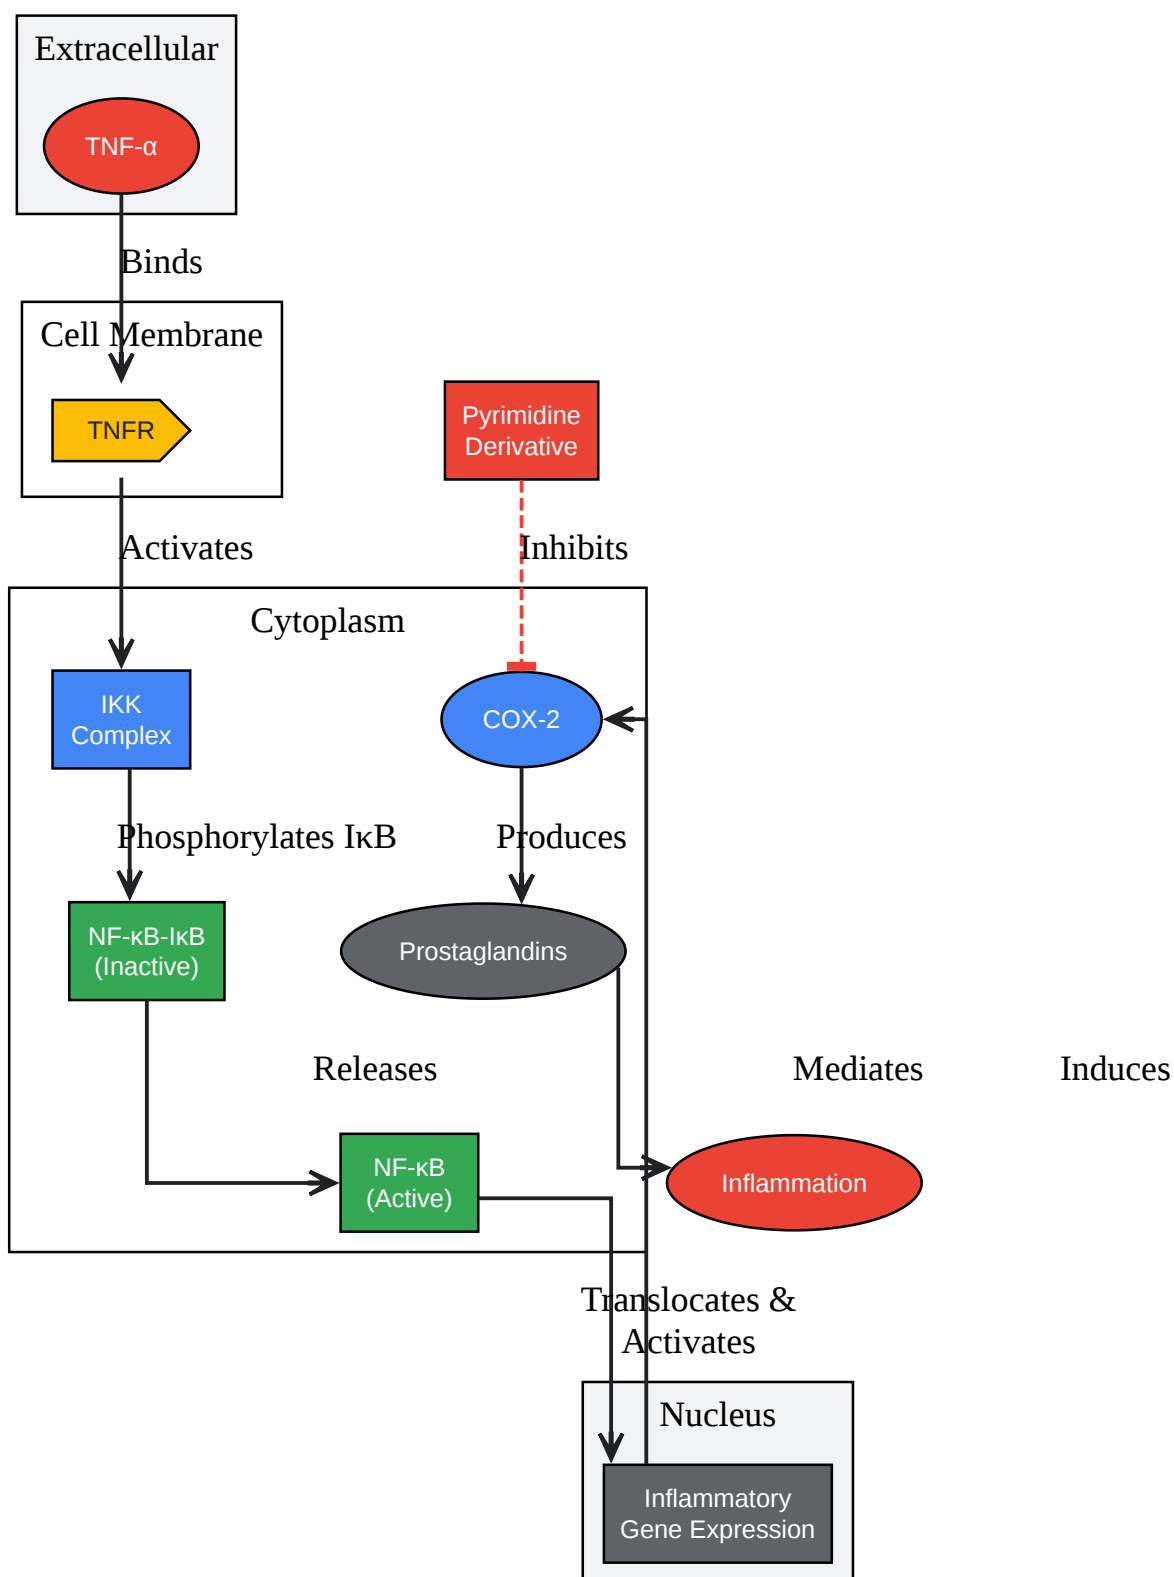 Extracellular
TNF-α
Binds
Cell Membrane
TNFR
Pyrimidine
Derivative
Activates
Inhibits
Cytoplasm
IKK
Complex
COX-2
Phosphorylates IκB
Produces
NF-κB-IκB
(Inactive)
Prostaglandins
Releases
Mediates
Induces
NF-κB
(Active)
Inflammation
Translocates &
Activates
Nucleus
Inflammatory
Gene Expression